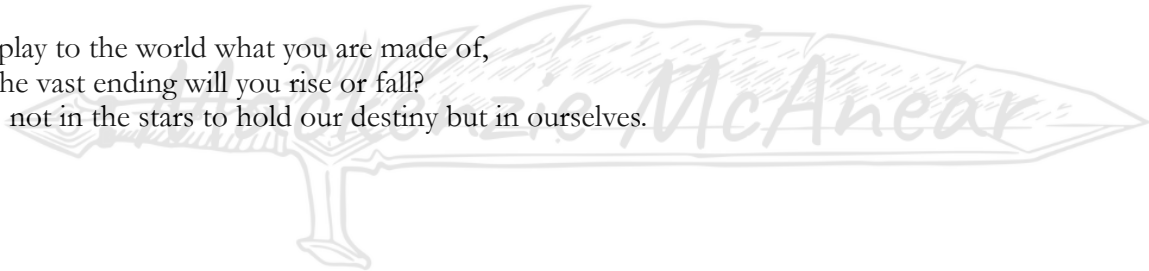 play to the world what you are made of,
he vast ending will you rise or fall?
not in the stars to hold our destiny but in ourselves.
Mackenzie McAnear